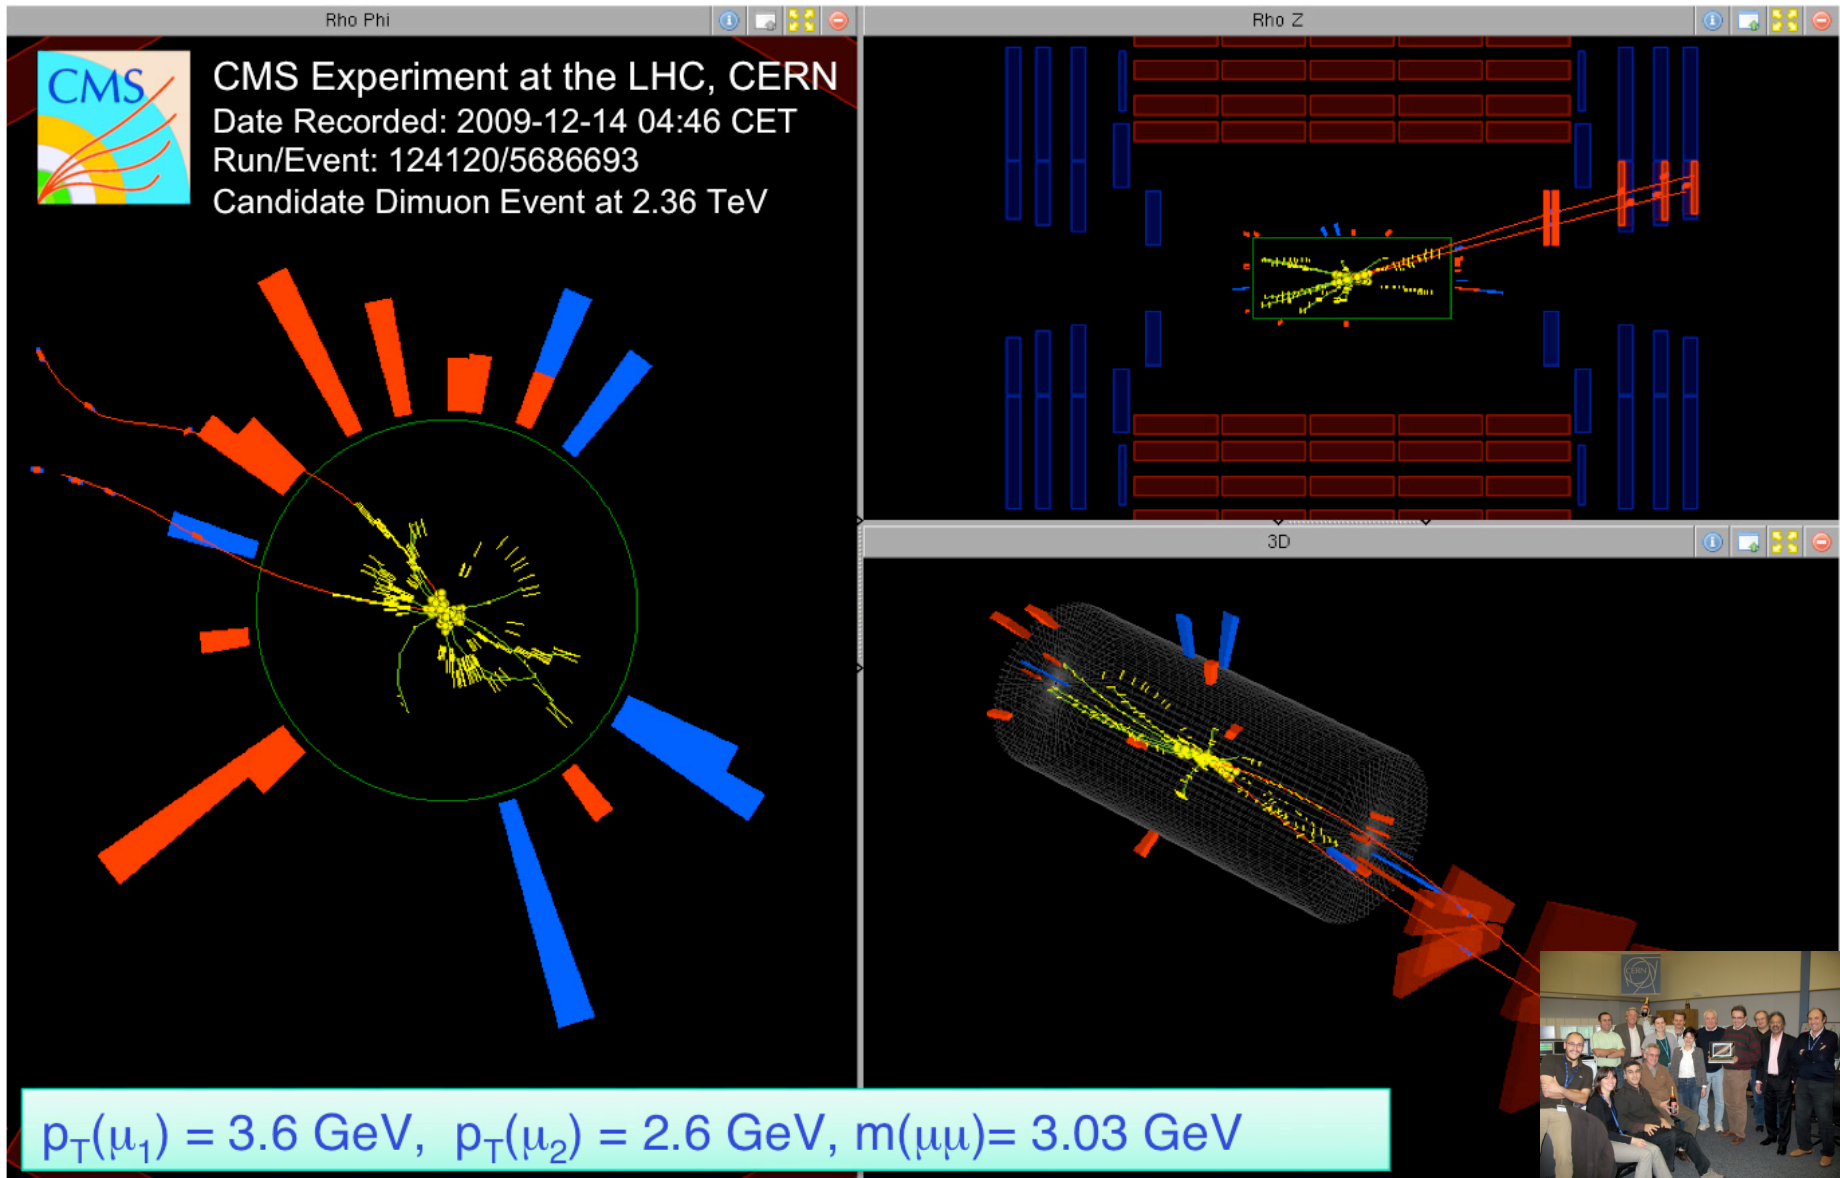 Rho Phi
CMS
CMS Experiment at the LHC, CERN
Date Recorded: 2009-12-14 04:46 CET
Run/Event: 124120/5686693
Candidate Dimuon Event at 2.36 TeV
Rho Z
3D
CERN
pT(μ1) = 3.6 GeV, pT(μ2) = 2.6 GeV, m(μμ)= 3.03 GeV